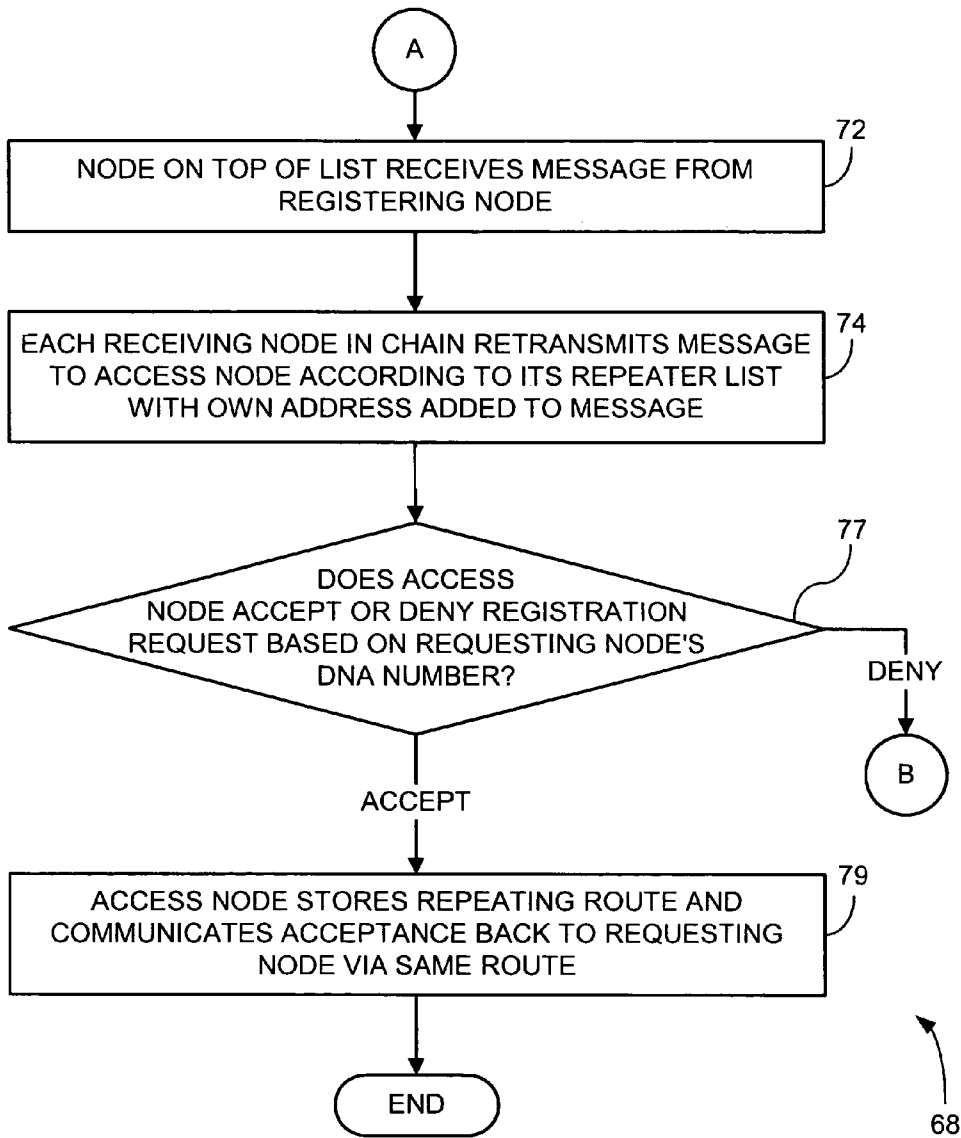 A
72
NODE ON TOP OF LIST RECEIVES MESSAGE FROM
REGISTERING NODE
74
EACH RECEIVING NODE IN CHAIN RETRANSMITS MESSAGE
TO ACCESS NODE ACCORDING TO ITS REPEATER LIST
WITH OWN ADDRESS ADDED TO MESSAGE
77
DOES ACCESS
NODE ACCEPT OR DENY REGISTRATION
REQUEST BASED ON REQUESTING NODE'S
DNA NUMBER?
DENY
B
ACCEPT
79
ACCESS NODE STORES REPEATING ROUTE AND
COMMUNICATES ACCEPTANCE BACK TO REQUESTING
NODE VIA SAME ROUTE
END
68